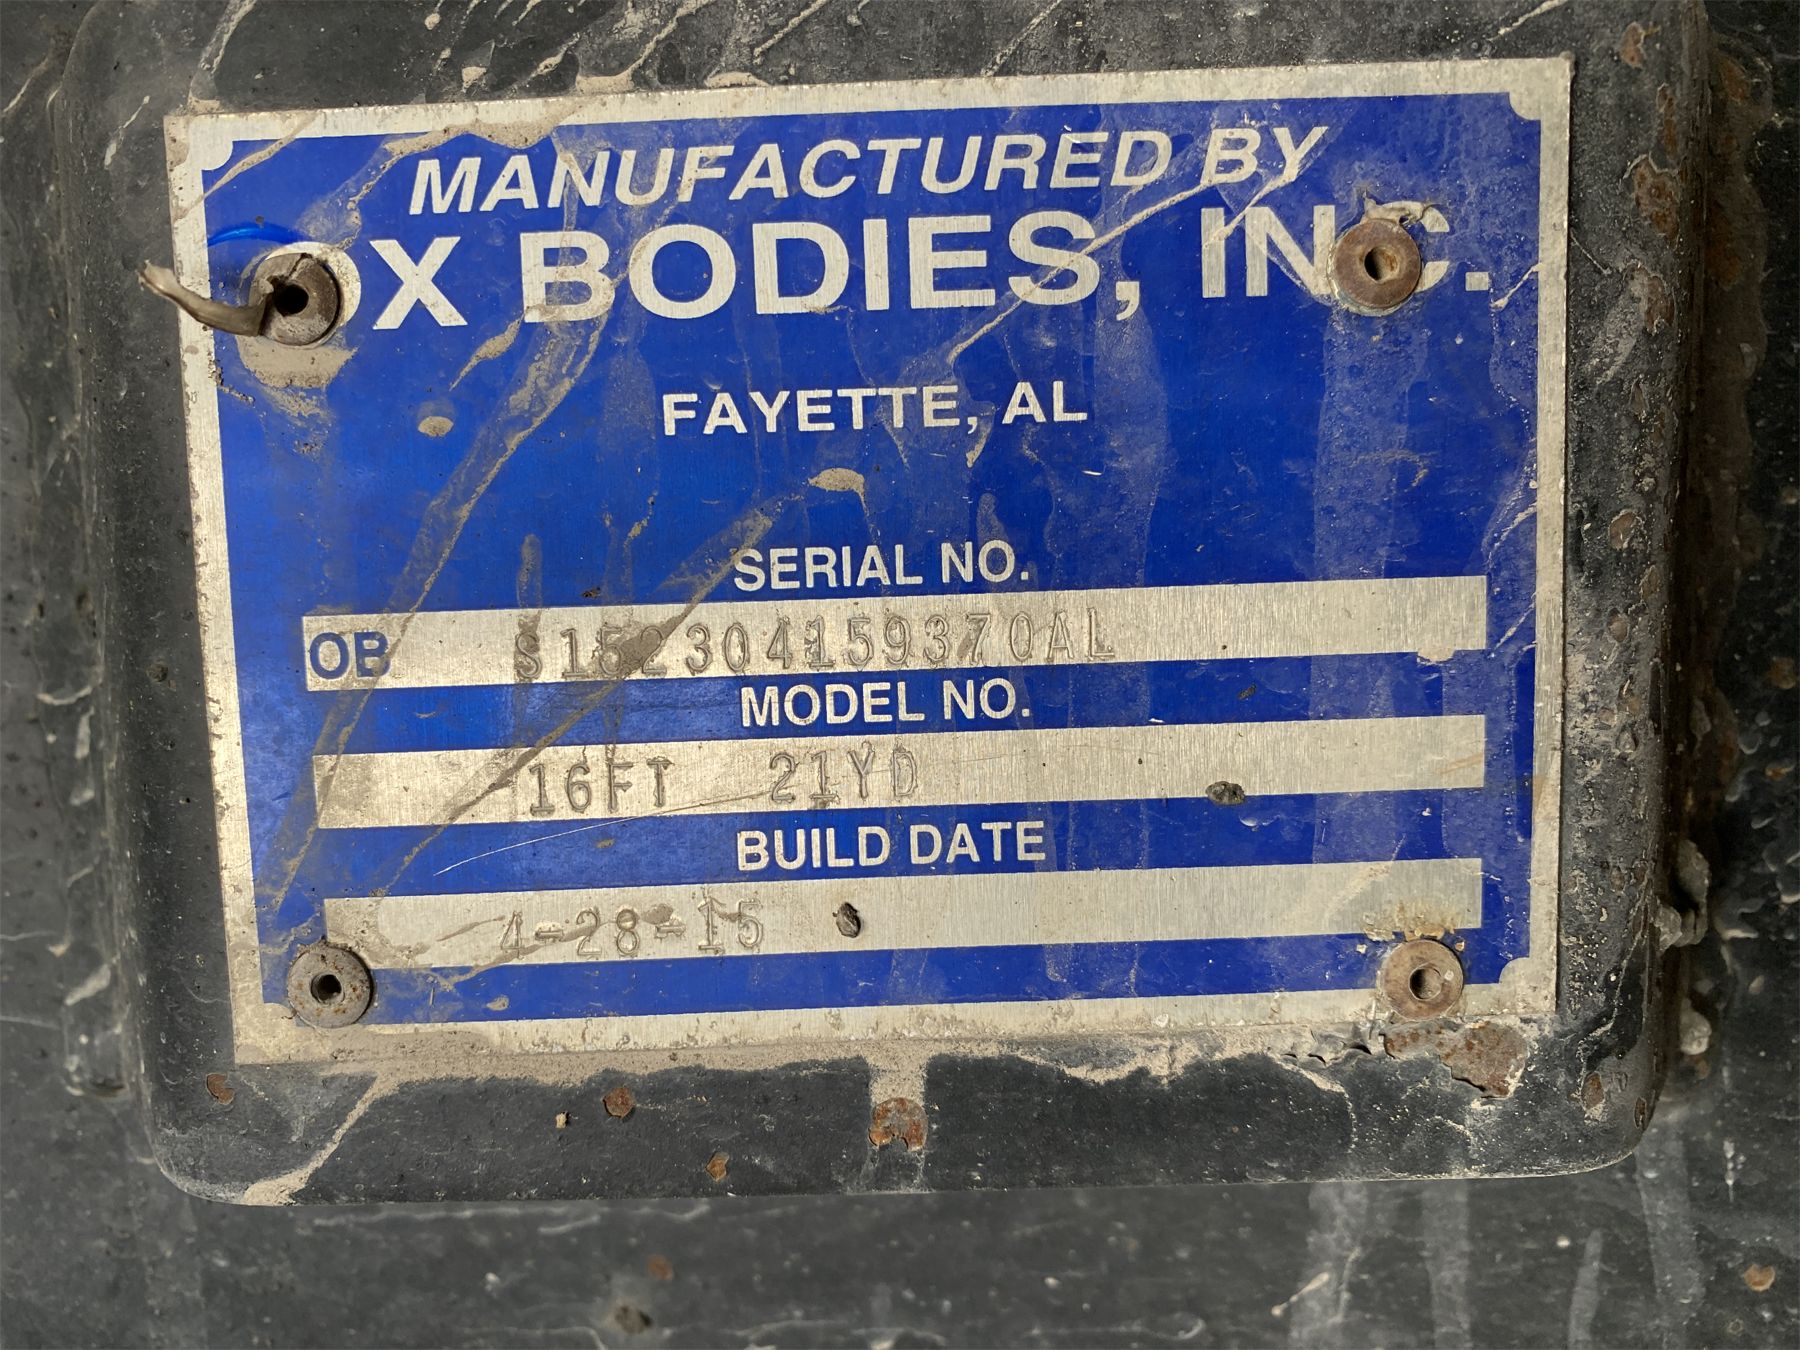 MANUFACTURED BY
OX BODIES, INC.
FAYETTE, AL
SERIAL NO.
OB S152304159370AL
MODEL NO.
16FT 21YD
BUILD DATE
4-28-15